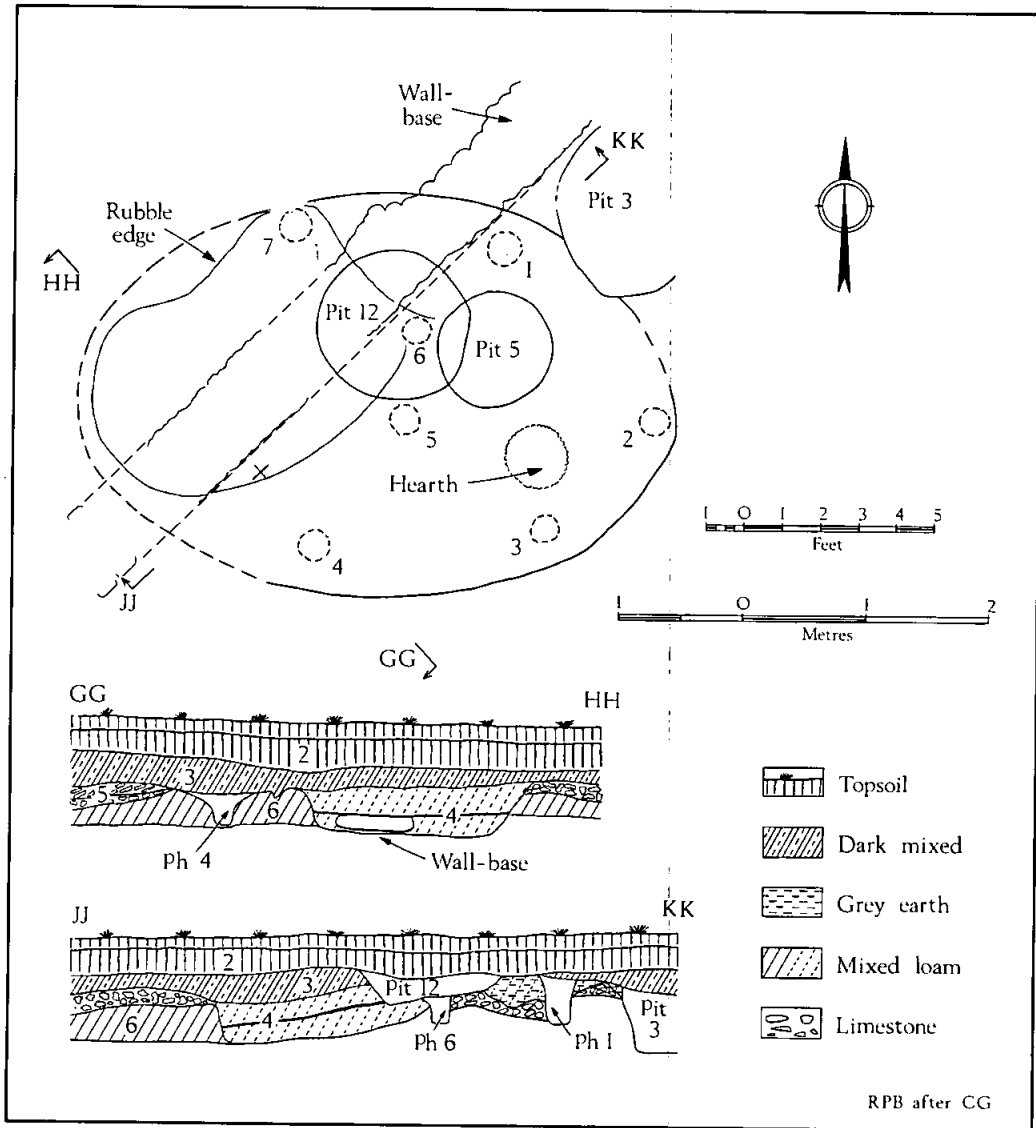 Wall-
base
KK
Pit 3
Rubble
edge
7
1
HH
Pit 12
6
Pit 5
5
2
Hearth
4
3
JJ
1 0 1 2 3 4 5
Feet
1 0 1 2
Metres
GG
GG
HH
2
3
5
6
4
Ph 4
Wall-base
JJ
KK
2
3
Pit 12
4
6
Ph 6
Ph 1
Pit
3
Topsoil
Dark mixed
Grey earth
Mixed loam
Limestone
RPB after CG